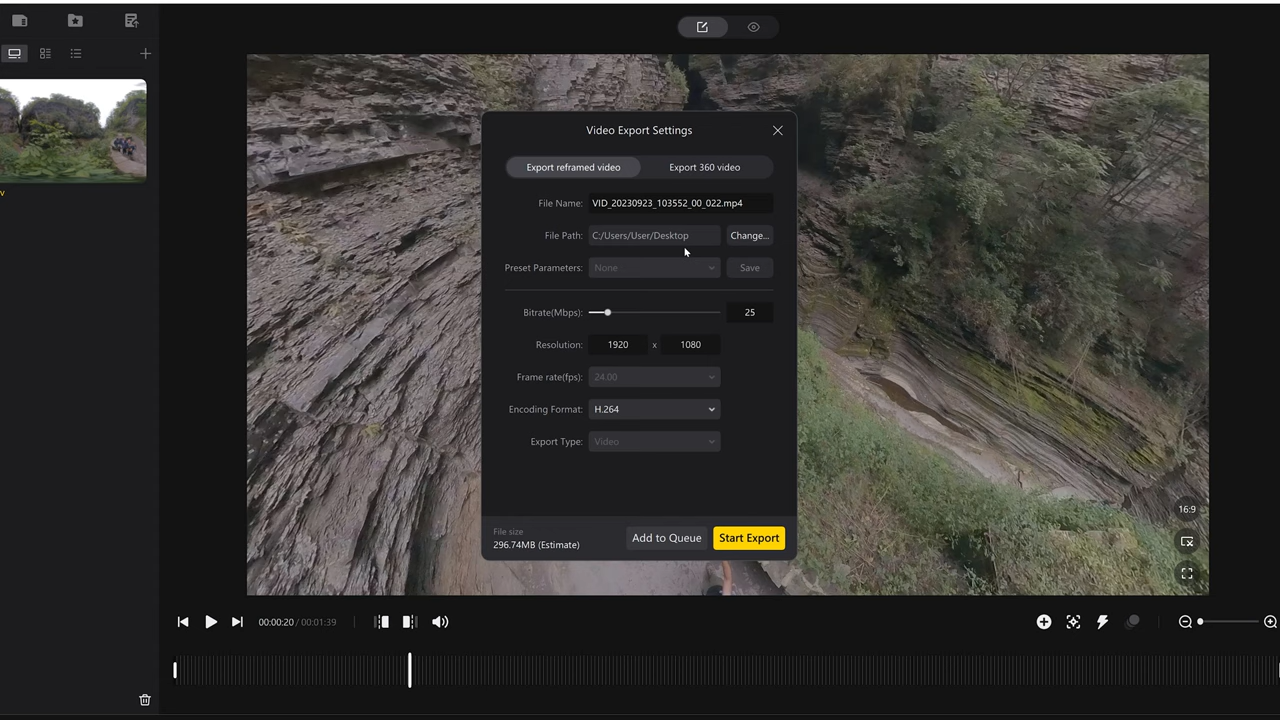 Video Export Settings
Export reframed video Export 360 video
File Name: VID_20230923_103552_00_022.mp4
File Path: C:/Users/User/Desktop Change...
Preset Parameters: None Save
Bitrate(Mbps): 25
Resolution: 1920 x 1080
Frame rate(fps): 24.00
Encoding Format: H.264
Export Type: Video
File size
296.74MB (Estimate)
Add to Queue Start Export
v
16:9
00:00:20 / 00:01:39